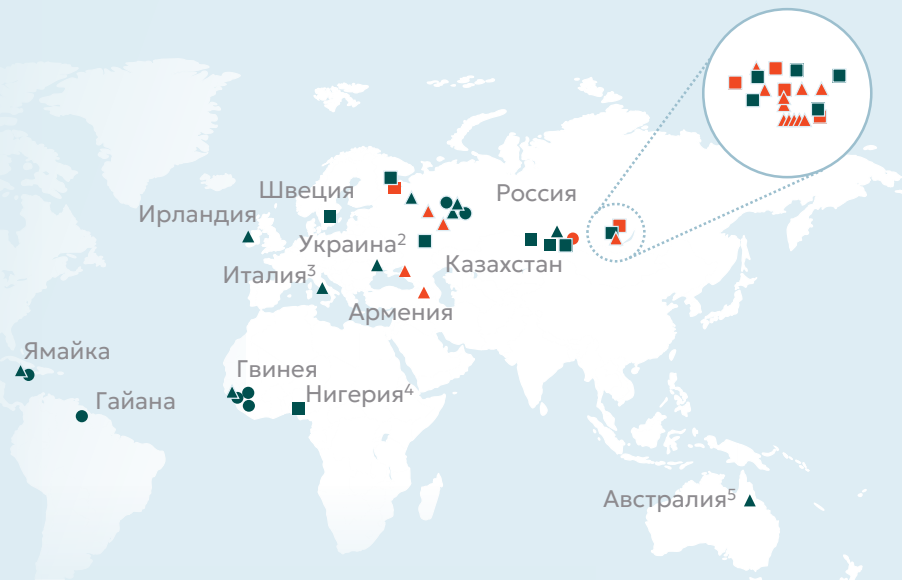 Швеция
Россия
Ирландия
Украина²
Италия³
Казахстан
Армения
Ямайка
Гвинея
Гайана
Нигерия⁴
Австралия⁵